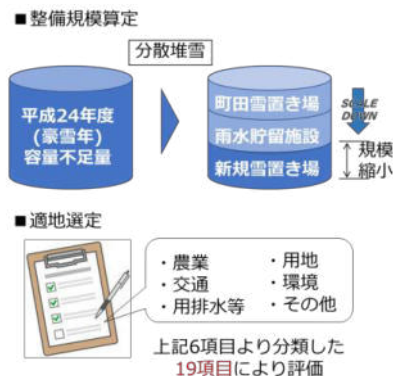 ■整備規模算定
分散堆雪
平成24年度
(豪雪年)
容量不足量
町田雪置き場
雨水貯留施設
新規雪置き場
SCALE
DOWN
規模
縮小
■適地選定
・農業
・交通
・用排水等
・用地
・環境
・その他
上記6項目より分類した
19項目により評価